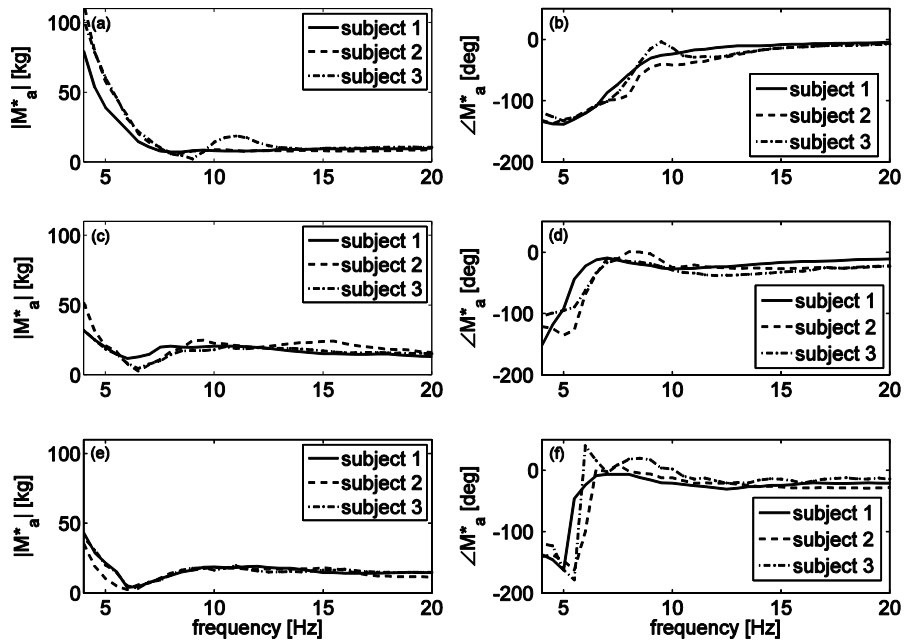 (a)
100
50
0
|M*a| [kg]
subject 1
subject 2
subject 3
5 10 15 20
(b)
0
-100
-200
∠M*a [deg]
subject 1
subject 2
subject 3
5 10 15 20
(c)
100
50
0
|M*a| [kg]
subject 1
subject 2
subject 3
5 10 15 20
(d)
0
-100
-200
∠M*a [deg]
subject 1
subject 2
subject 3
5 10 15 20
(e)
100
50
0
|M*a| [kg]
subject 1
subject 2
subject 3
5 10 15 20
frequency [Hz]
(f)
0
-100
-200
∠M*a [deg]
subject 1
subject 2
subject 3
5 10 15 20
frequency [Hz]